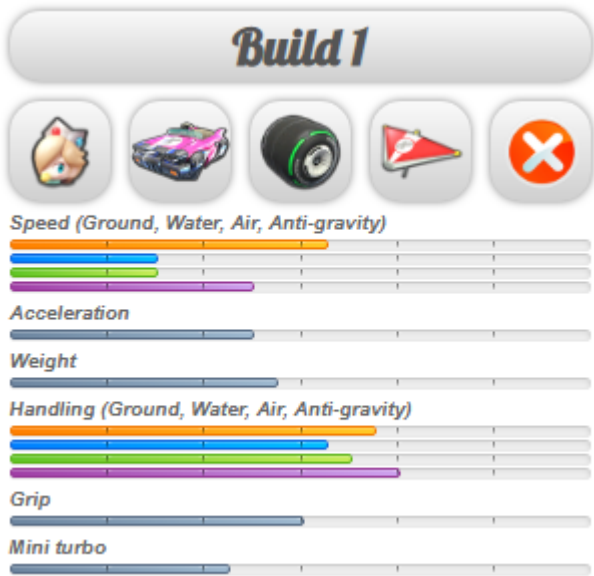 Build 1
Speed (Ground, Water, Air, Anti-gravity)
Acceleration
Weight
Handling (Ground, Water, Air, Anti-gravity)
Grip
Mini turbo